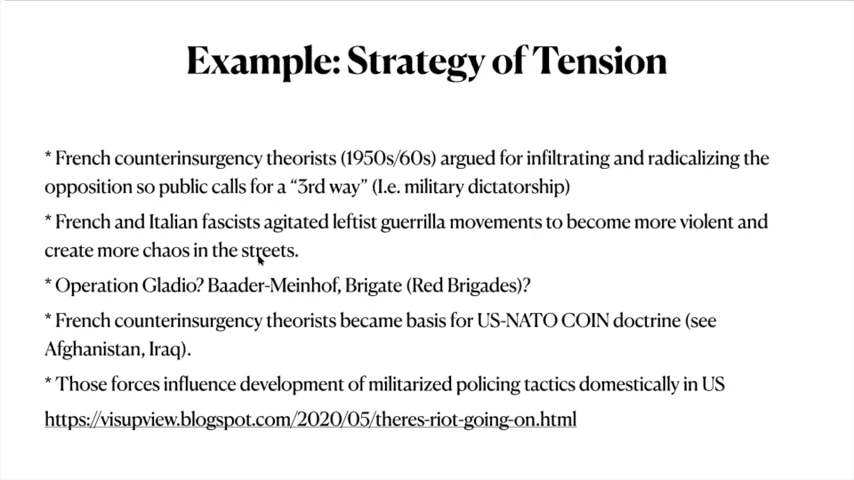 Example: Strategy of Tension
* French counterinsurgency theorists (1950s/60s) argued for infiltrating and radicalizing the
opposition so public calls for a “3rd way” (I.e. military dictatorship)
* French and Italian fascists agitated leftist guerrilla movements to become more violent and
create more chaos in the streets.
* Operation Gladio? Baader-Meinhof, Brigate (Red Brigades)?
* French counterinsurgency theorists became basis for US-NATO COIN doctrine (see
Afghanistan, Iraq).
* Those forces influence development of militarized policing tactics domestically in US
https://visupview.blogspot.com/2020/05/theres-riot-going-on.html